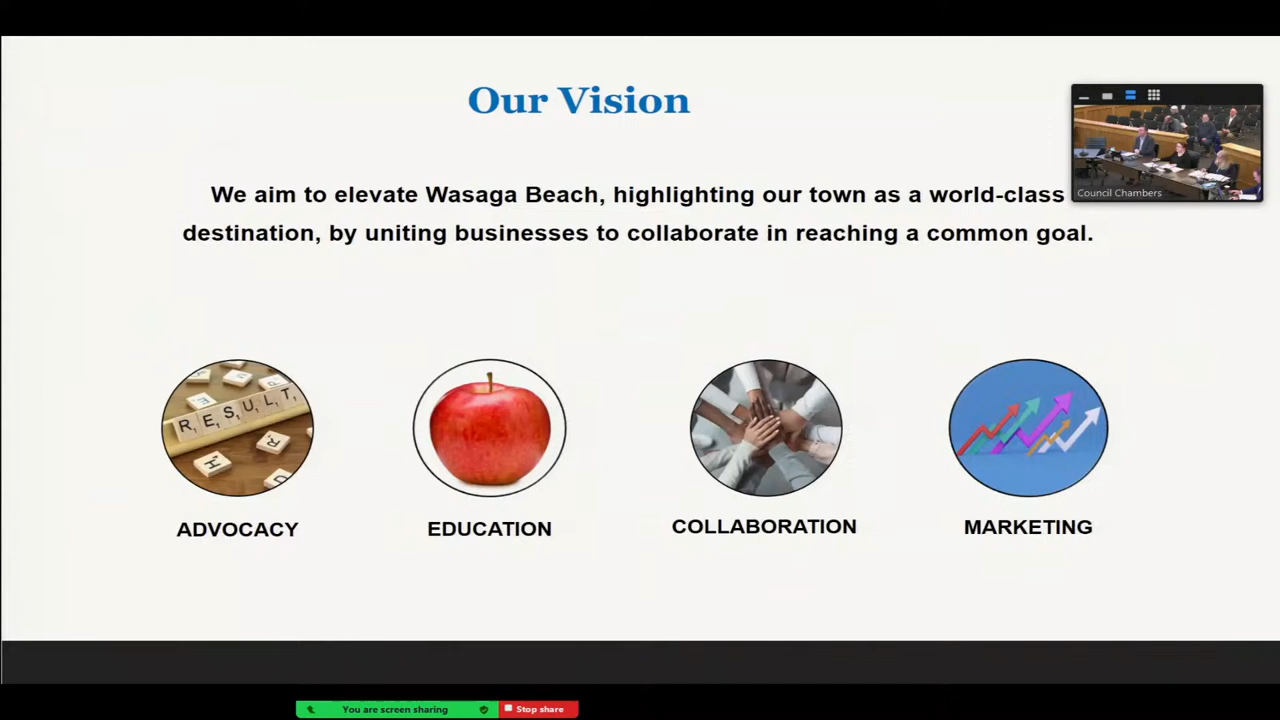 Our Vision
We aim to elevate Wasaga Beach, highlighting our town as a world-class
destination, by uniting businesses to collaborate in reaching a common goal.
Council Chambers
RESULT
ADVOCACY
EDUCATION
COLLABORATION
MARKETING
You are screen sharing
Stop share